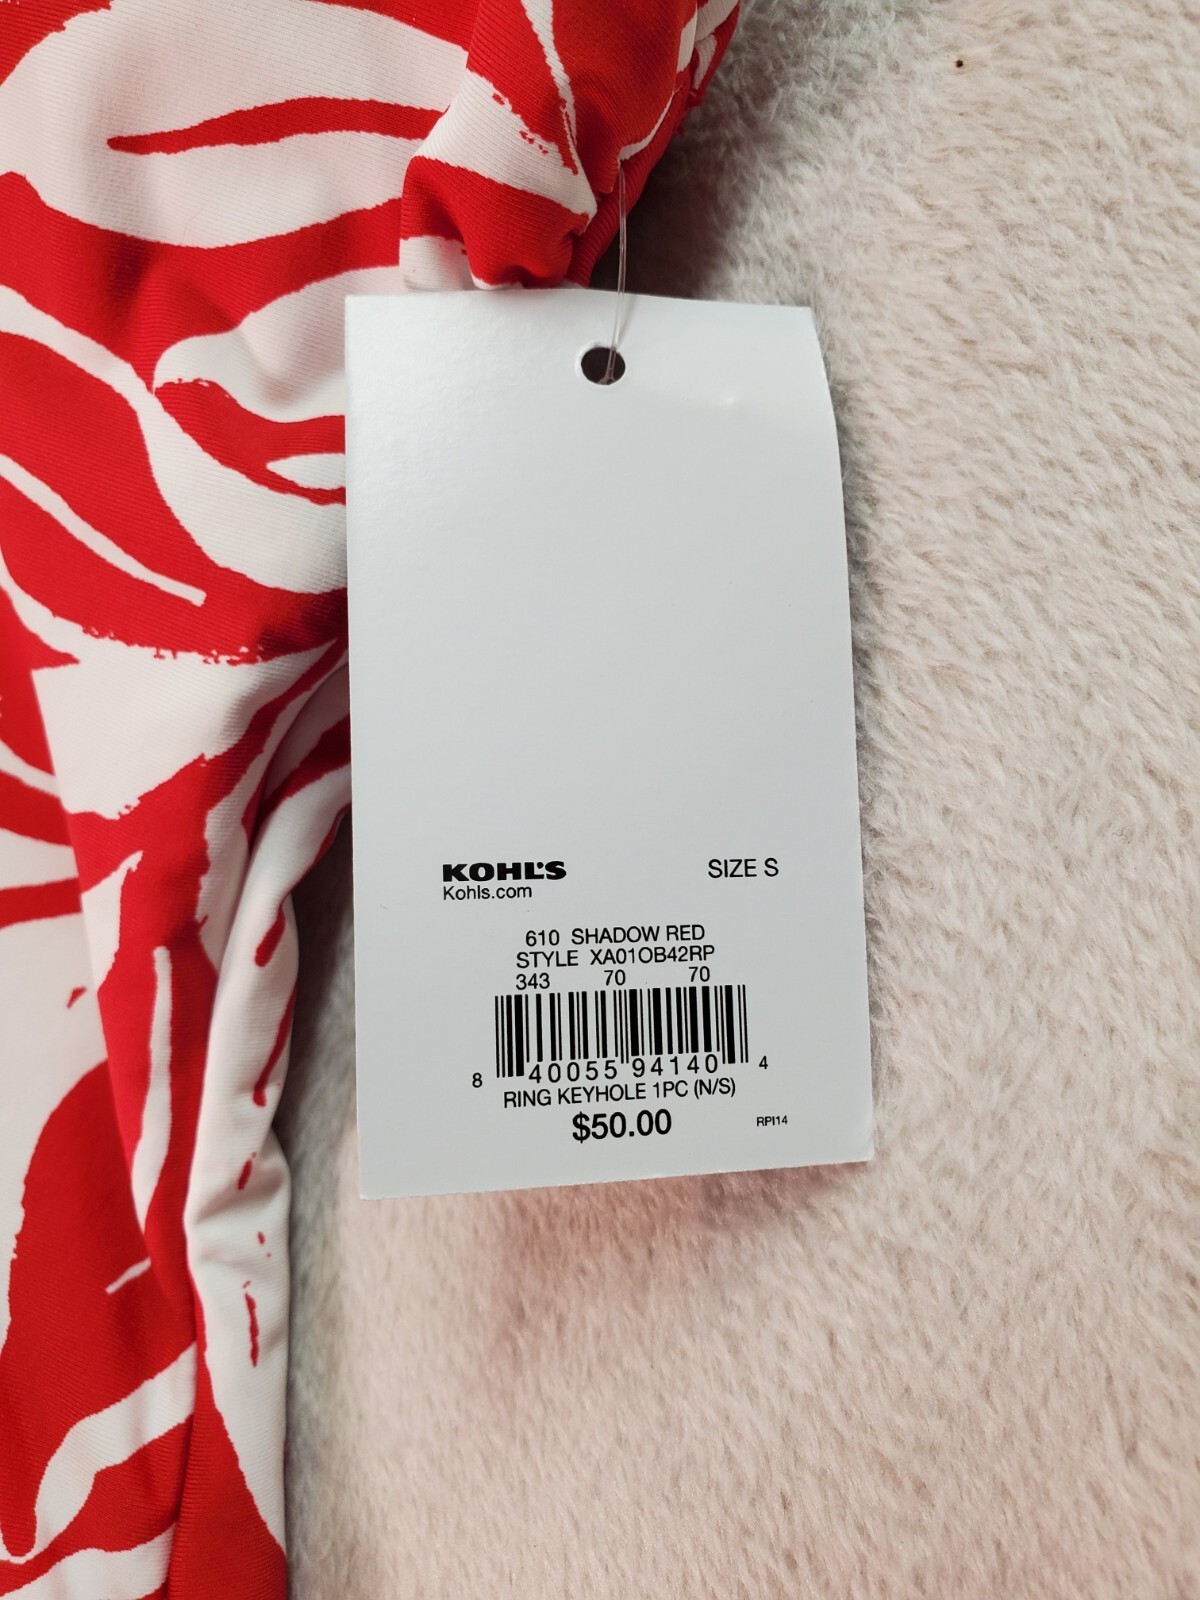 KOHL'S SIZE S
Kohls.com
610 SHADOW RED
STYLE XA01OB42RP
343 70 70
8 40055 94140 4
RING KEYHOLE 1PC (N/S)
$50.00 RPI14